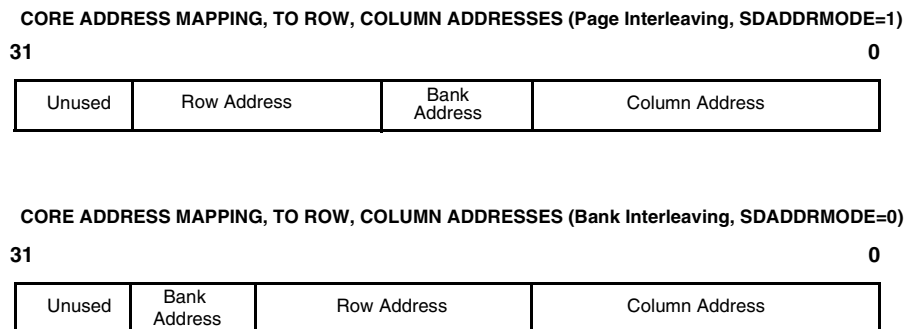 CORE ADDRESS MAPPING, TO ROW, COLUMN ADDRESSES (Page Interleaving, SDADDRMODE=1)
31 0
Unused Row Address Bank Address Column Address
CORE ADDRESS MAPPING, TO ROW, COLUMN ADDRESSES (Bank Interleaving, SDADDRMODE=0)
31 0
Unused Bank Address Row Address Column Address